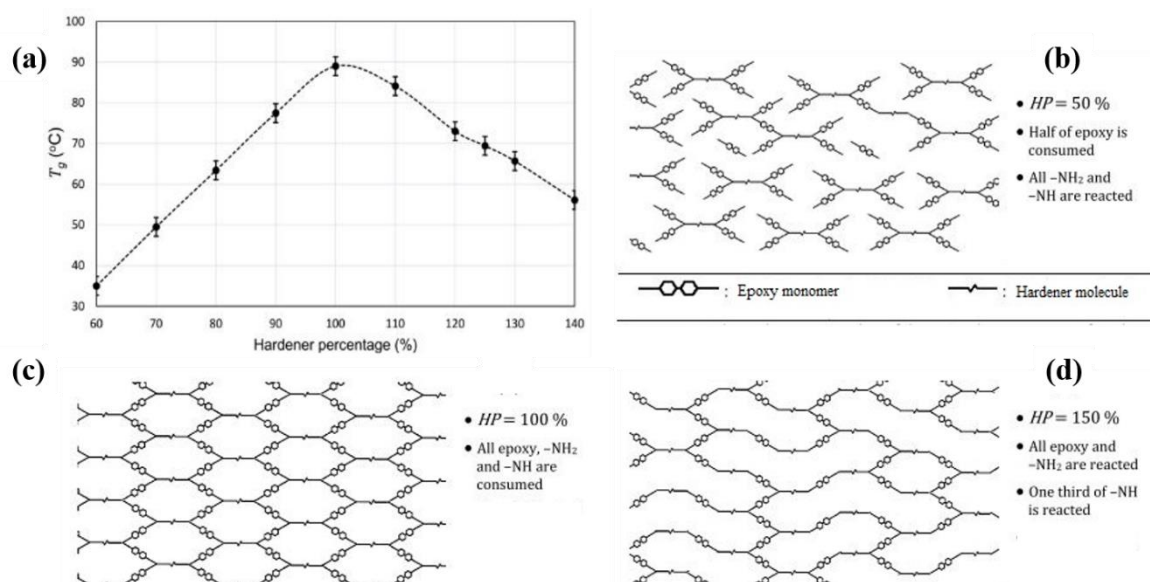 (a)
100
90
80
70
60
50
40
30
T_g (°C)
60 70 80 90 100 110 120 130 140
Hardener percentage (%)
(b)
• HP = 50 %
• Half of epoxy is
consumed
• All –NH₂ and
–NH are reacted
: Epoxy monomer
: Hardener molecule
(c)
• HP = 100 %
• All epoxy, –NH₂
and –NH are
consumed
(d)
• HP = 150 %
• All epoxy and
–NH₂ are reacted
• One third of –NH
is reacted